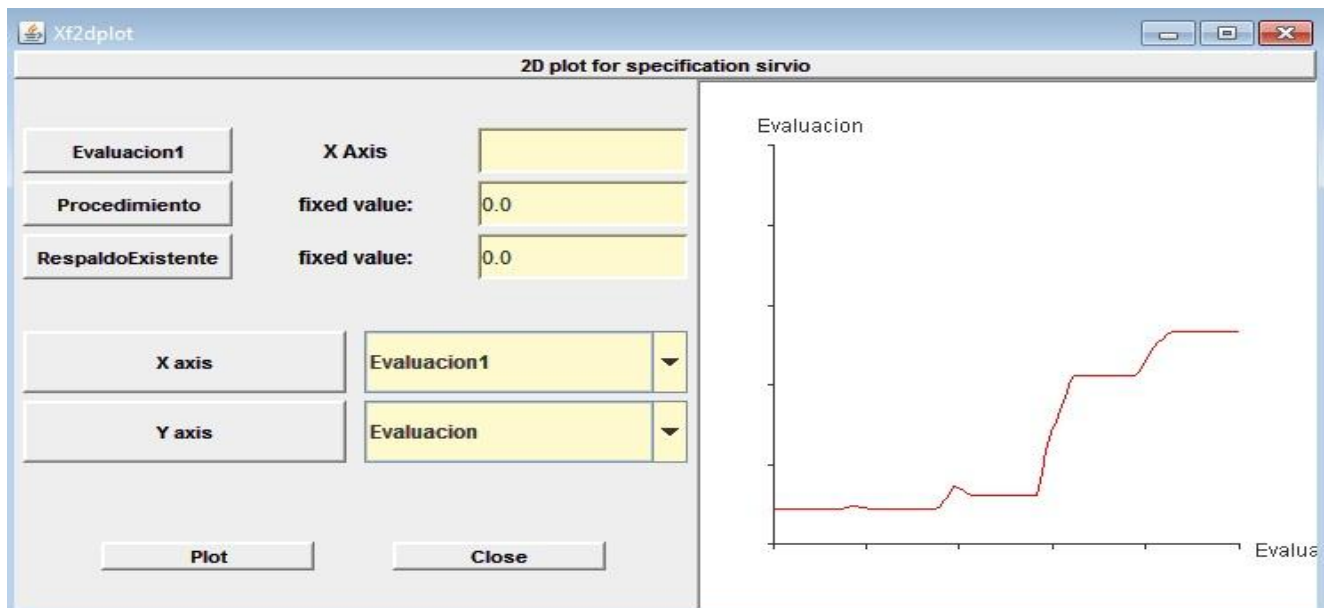 Xf2dplot
2D plot for specification sirvio
Evaluacion1 X Axis
Procedimiento fixed value: 0.0
RespaldoExistente fixed value: 0.0
X axis Evaluacion1
Y axis Evaluacion
Plot Close
Evaluacion
Evalua